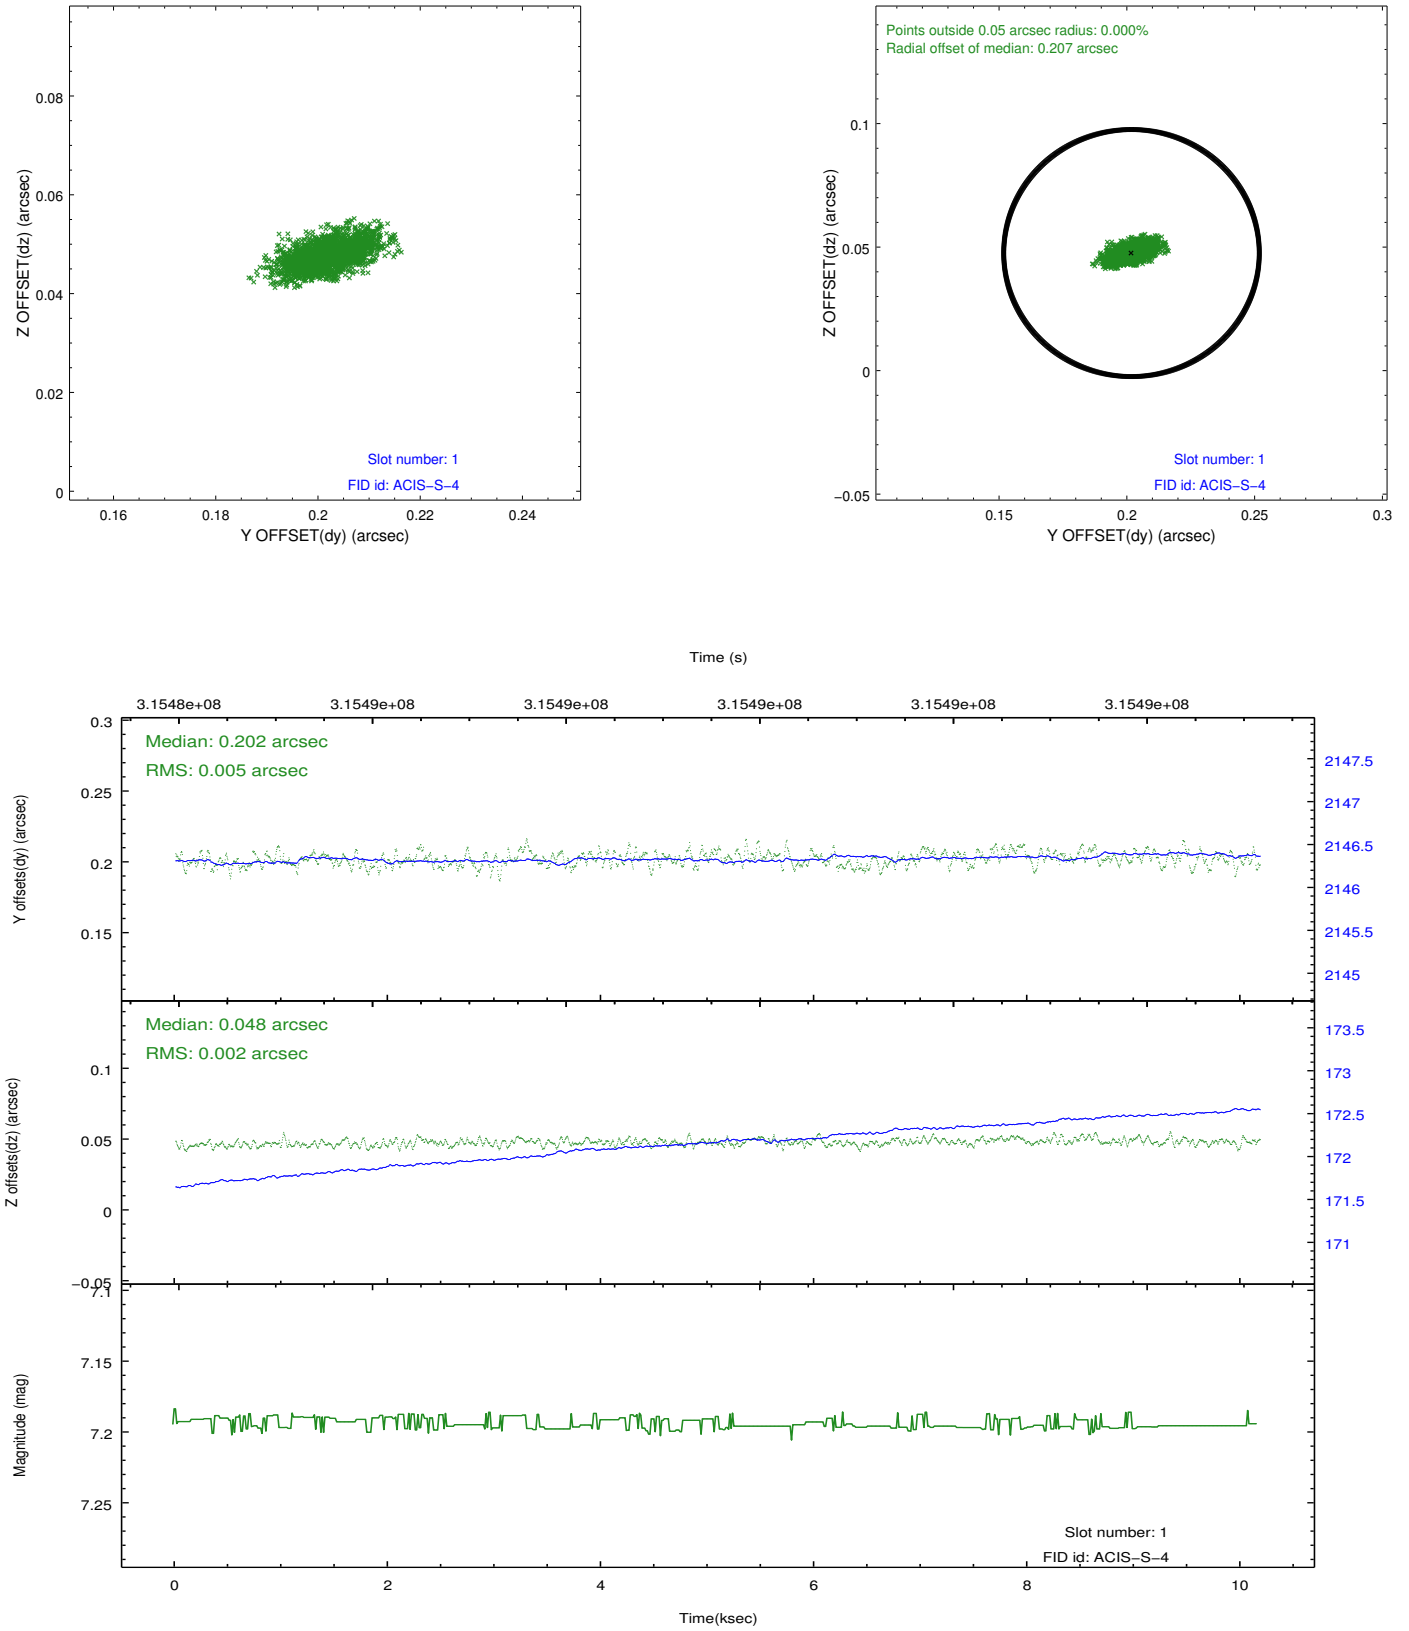 0.08
0.06
0.04
0.02
0
Z OFFSET(dz) (arcsec)
Slot number: 1
FID id: ACIS−S−4
0.16 0.18 0.2 0.22 0.24
Y OFFSET(dy) (arcsec)
Points outside 0.05 arcsec radius: 0.000%
Radial offset of median: 0.207 arcsec
0.1
0.05
0
−0.05
Z OFFSET(dz) (arcsec)
Slot number: 1
FID id: ACIS−S−4
0.15 0.2 0.25 0.3
Y OFFSET(dy) (arcsec)
Time (s)
3.1548e+08 3.1549e+08 3.1549e+08 3.1549e+08 3.1549e+08 3.1549e+08
Median: 0.202 arcsec
RMS: 0.005 arcsec
0.3
0.25
0.2
0.15
Y offsets(dy) (arcsec)
2147.5
2147
2146.5
2146
2145.5
2145
Median: 0.048 arcsec
RMS: 0.002 arcsec
0.1
0.05
0
−0.05
Z offsets(dz) (arcsec)
173.5
173
172.5
172
171.5
171
7.1
7.15
7.2
7.25
Magnitude (mag)
Slot number: 1
FID id: ACIS−S−4
0 2 4 6 8 10
Time(ksec)